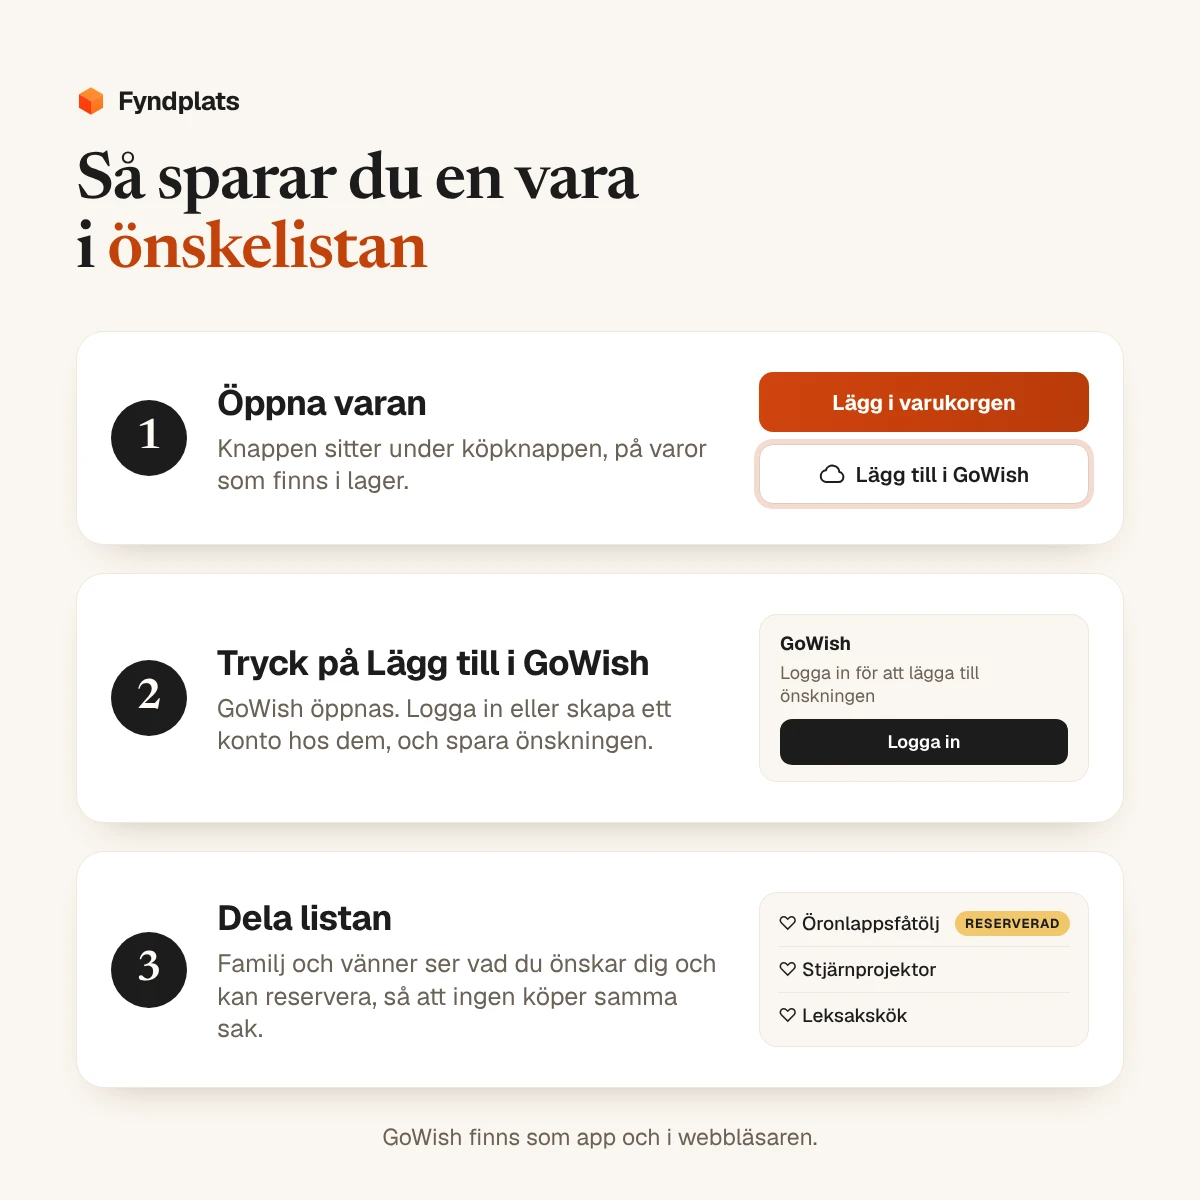 Fyndplats
Så sparar du en vara
i önskelistan
1
Öppna varan
Knappen sitter under köpknappen, på varor
som finns i lager.
Lägg i varukorgen
Lägg till i GoWish
2
Tryck på Lägg till i GoWish
GoWish öppnas. Logga in eller skapa ett
konto hos dem, och spara önskningen.
GoWish
Logga in för att lägga till
önskningen
Logga in
3
Dela listan
Familj och vänner ser vad du önskar dig och
kan reservera, så att ingen köper samma
sak.
Öronlappsfåtölj RESERVERAD
Stjärnprojektor
Leksakskök
GoWish finns som app och i webbläsaren.